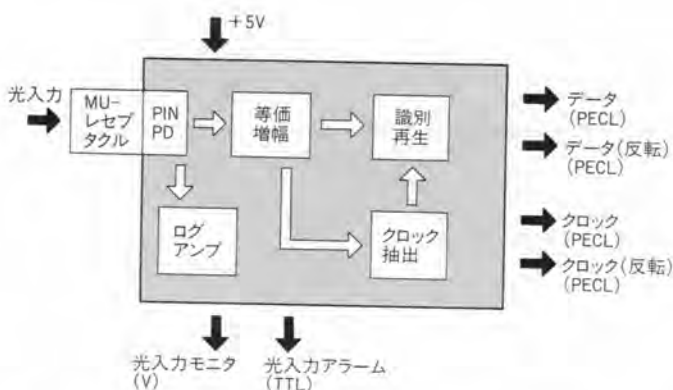 +5V
光入力
MU-
レセプ
タクル
PIN
PD
等価
増幅
識別
再生
ログ
アンプ
クロック
抽出
データ
(PECL)
データ(反転)
(PECL)
クロック
(PECL)
クロック(反転)
(PECL)
光入力モニタ
(V)
光入力アラーム
(TTL)